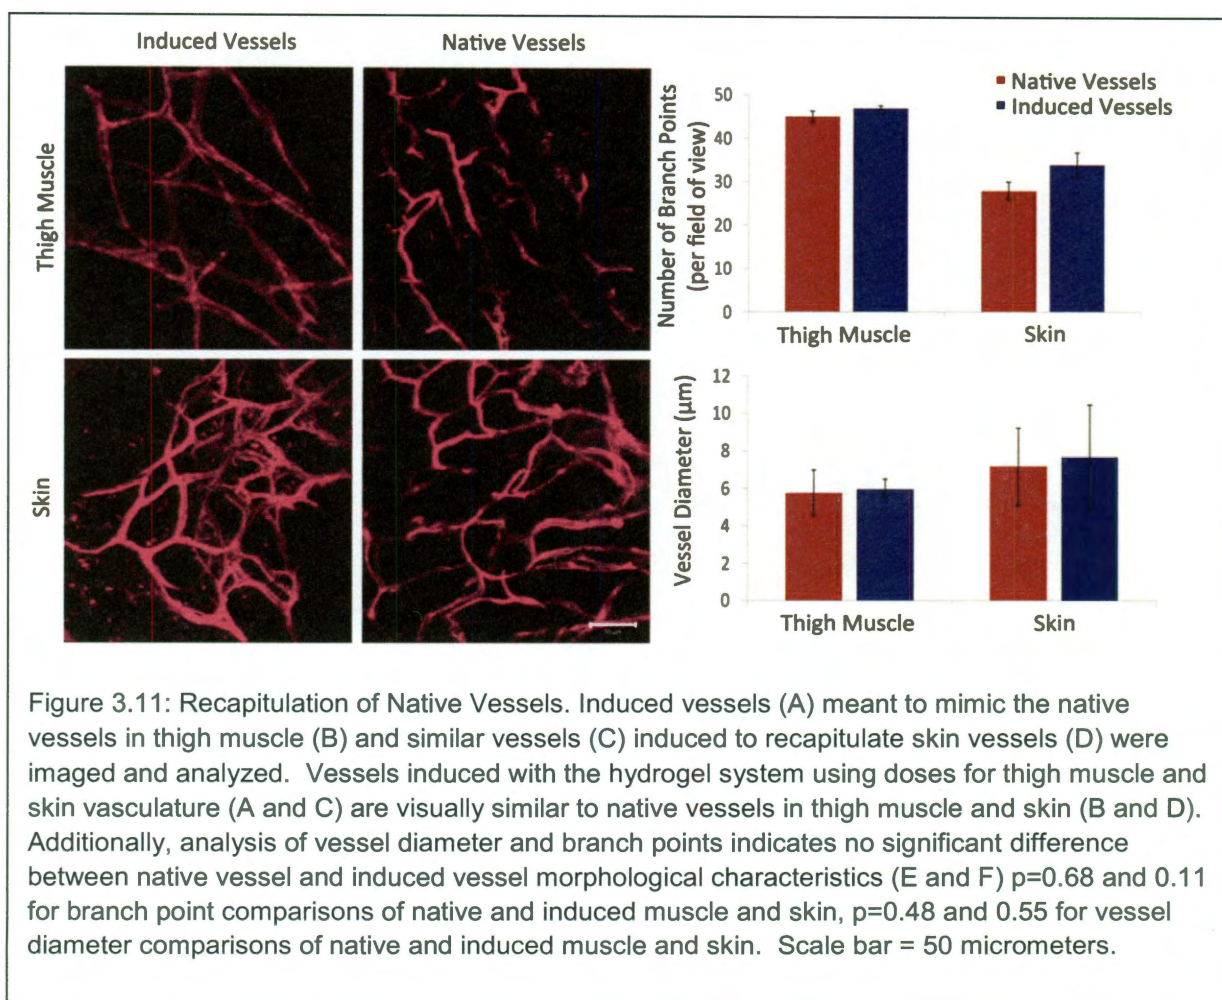 Induced Vessels
Native Vessels
Thigh Muscle
Skin
Number of Branch Points
(per field of view)
50
40
30
20
10
0
Native Vessels
Induced Vessels
Thigh Muscle
Skin
Vessel Diameter (µm)
12
10
8
6
4
2
0
Thigh Muscle
Skin
Figure 3.11: Recapitulation of Native Vessels. Induced vessels (A) meant to mimic the native
vessels in thigh muscle (B) and similar vessels (C) induced to recapitulate skin vessels (D) were
imaged and analyzed. Vessels induced with the hydrogel system using doses for thigh muscle and
skin vasculature (A and C) are visually similar to native vessels in thigh muscle and skin (B and D).
Additionally, analysis of vessel diameter and branch points indicates no significant difference
between native vessel and induced vessel morphological characteristics (E and F) p=0.68 and 0.11
for branch point comparisons of native and induced muscle and skin, p=0.48 and 0.55 for vessel
diameter comparisons of native and induced muscle and skin. Scale bar = 50 micrometers.